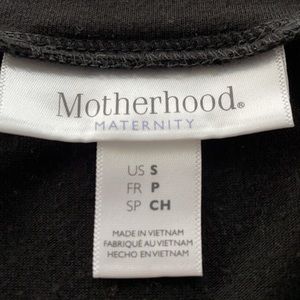 Motherhood®
MATERNITY
US S
FR P
SP CH
MADE IN VIETNAM
FABRIQUÉ AU VIETNAM
HECHO EN VIETNAM